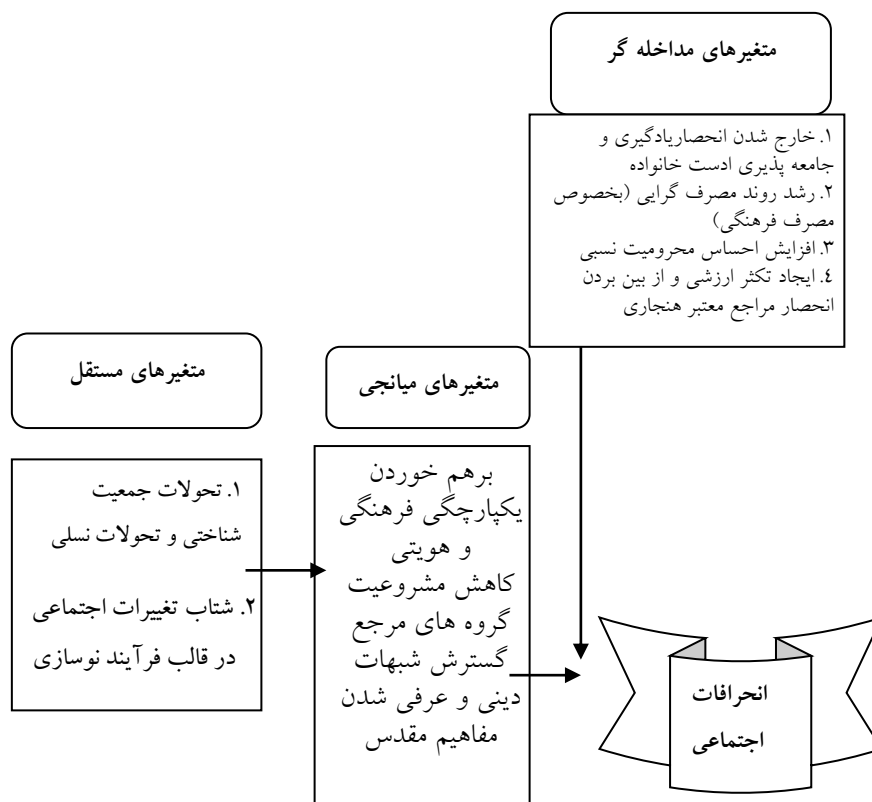 متغیرهای مداخله گر
۱. خارج شدن انحصاریادگیری و
جامعه پذیری ادست خانواده
۲. رشد روند مصرف گرایی (بخصوص
مصرف فرهنگی)
۳. افزایش احساس محرومیت نسبی
٤. ایجاد تکثر ارزشی و از بین بردن
انحصار مراجع معتبر هنجاری
متغیرهای مستقل
۱. تحولات جمعیت
شناختی و تحولات نسلی
۲. شتاب تغییرات اجتماعی
در قالب فرآیند نوسازی
متغیرهای میانجی
برهم خوردن
یکپارچگی فرهنگی
و هویتی
کاهش مشروعیت
گروه های مرجع
گسترش شبهات
دینی و عرفی شدن
مفاهیم مقدس
انحرافات
اجتماعی